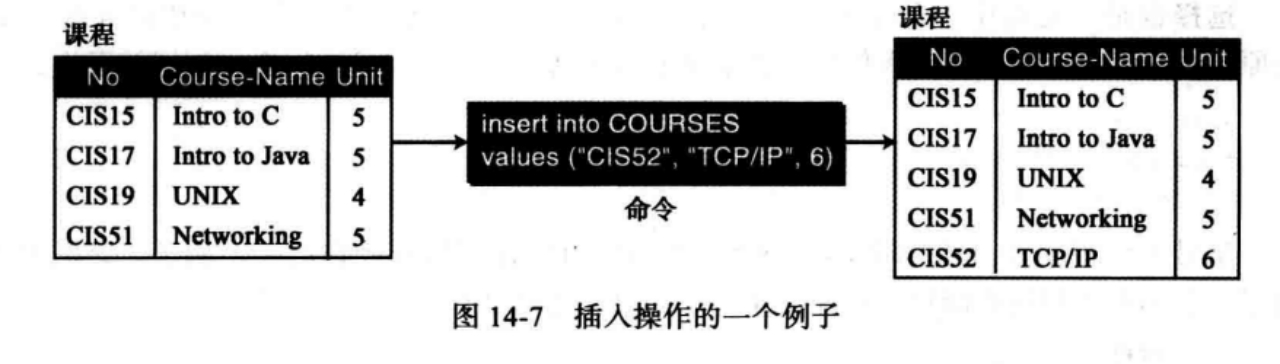 课程
No Course-Name Unit
CIS15 Intro to C 5
CIS17 Intro to Java 5
CIS19 UNIX 4
CIS51 Networking 5
insert into COURSES
values ("CIS52", "TCP/IP", 6)
命令
课程
No Course-Name Unit
CIS15 Intro to C 5
CIS17 Intro to Java 5
CIS19 UNIX 4
CIS51 Networking 5
CIS52 TCP/IP 6
图 14-7 插入操作的一个例子